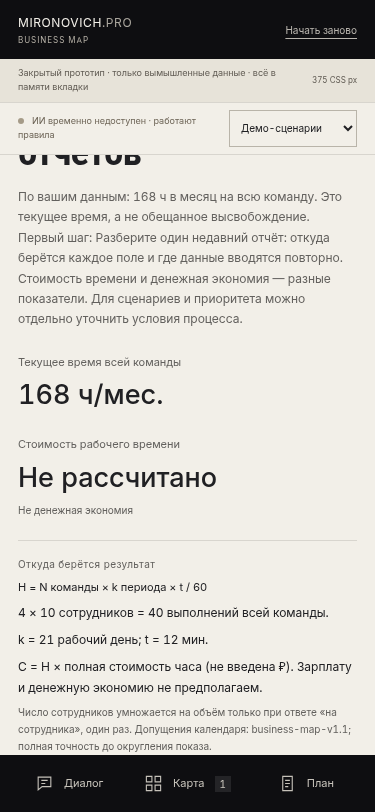 MIRONOVICH.PRO
BUSINESS MAP
Начать заново
Закрытый прототип · только вымышленные данные · всё в
памяти вкладки
375 CSS px
ИИ временно недоступен · работают
правила
Демо-сценарии
отчётов
По вашим данным: 168 ч в месяц на всю команду. Это
текущее время, а не обещанное высвобождение.
Первый шаг: Разберите один недавний отчёт: откуда
берётся каждое поле и где данные вводятся повторно.
Стоимость времени и денежная экономия — разные
показатели. Для сценариев и приоритета можно
отдельно уточнить условия процесса.
Текущее время всей команды
168 ч/мес.
Стоимость рабочего времени
Не рассчитано
Не денежная экономия
Откуда берётся результат
H = N команды × k периода × t / 60
4 × 10 сотрудников = 40 выполнений всей команды.
k = 21 рабочий день; t = 12 мин.
C = H × полная стоимость часа (не введена ₽). Зарплату
и денежную экономию не предполагаем.
Число сотрудников умножается на объём только при ответе «на
сотрудника», один раз. Допущения календаря: business-map-v1.1;
полная точность до округления показа.
Диалог
Карта 1
План